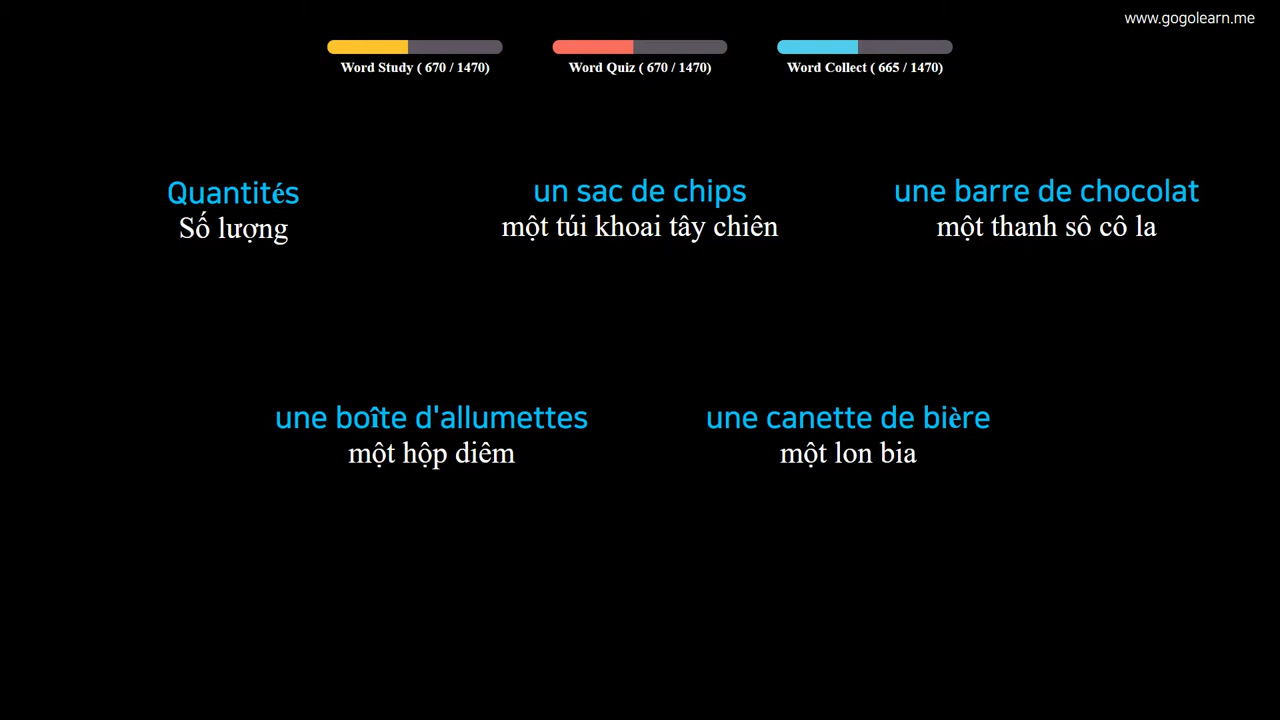 www.gogolearn.me
Word Study ( 670 / 1470)
Word Quiz ( 670 / 1470)
Word Collect ( 665 / 1470)
Quantités
Số lượng
un sac de chips
một túi khoai tây chiên
une barre de chocolat
một thanh sô cô la
une boîte d'allumettes
một hộp diêm
une canette de bière
một lon bia